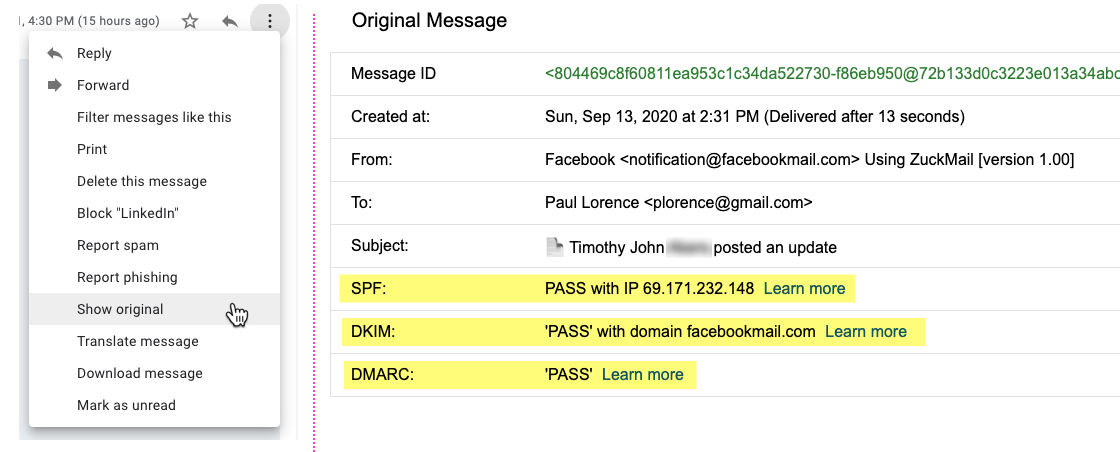 l, 4:30 PM (15 hours ago)
Reply
Forward
Filter messages like this
Print
Delete this message
Block "LinkedIn"
Report spam
Report phishing
Show original
Translate message
Download message
Mark as unread
Original Message
Message ID <804469c8f60811ea953c1c34da522730-f86eb950@72b133d0c3223e013a34abc
Created at: Sun, Sep 13, 2020 at 2:31 PM (Delivered after 13 seconds)
From: Facebook <notification@facebookmail.com> Using ZuckMail [version 1.00]
To: Paul Lorence <plorence@gmail.com>
Subject: Timothy John posted an update
SPF: PASS with IP 69.171.232.148 Learn more
DKIM: 'PASS' with domain facebookmail.com Learn more
DMARC: 'PASS' Learn more